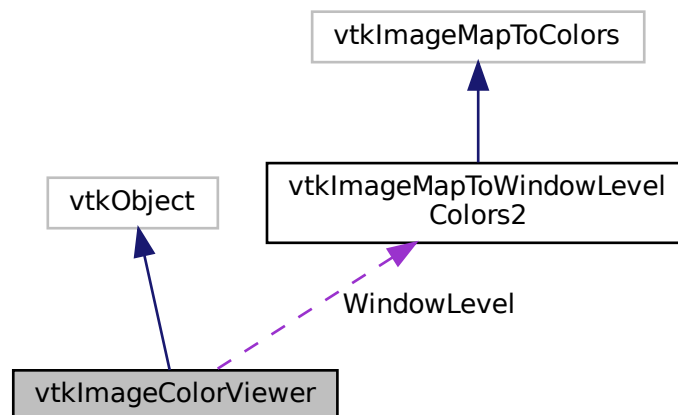 vtkImageMapToColors
vtkObject
vtkImageMapToWindowLevel
Colors2
WindowLevel
vtkImageColorViewer